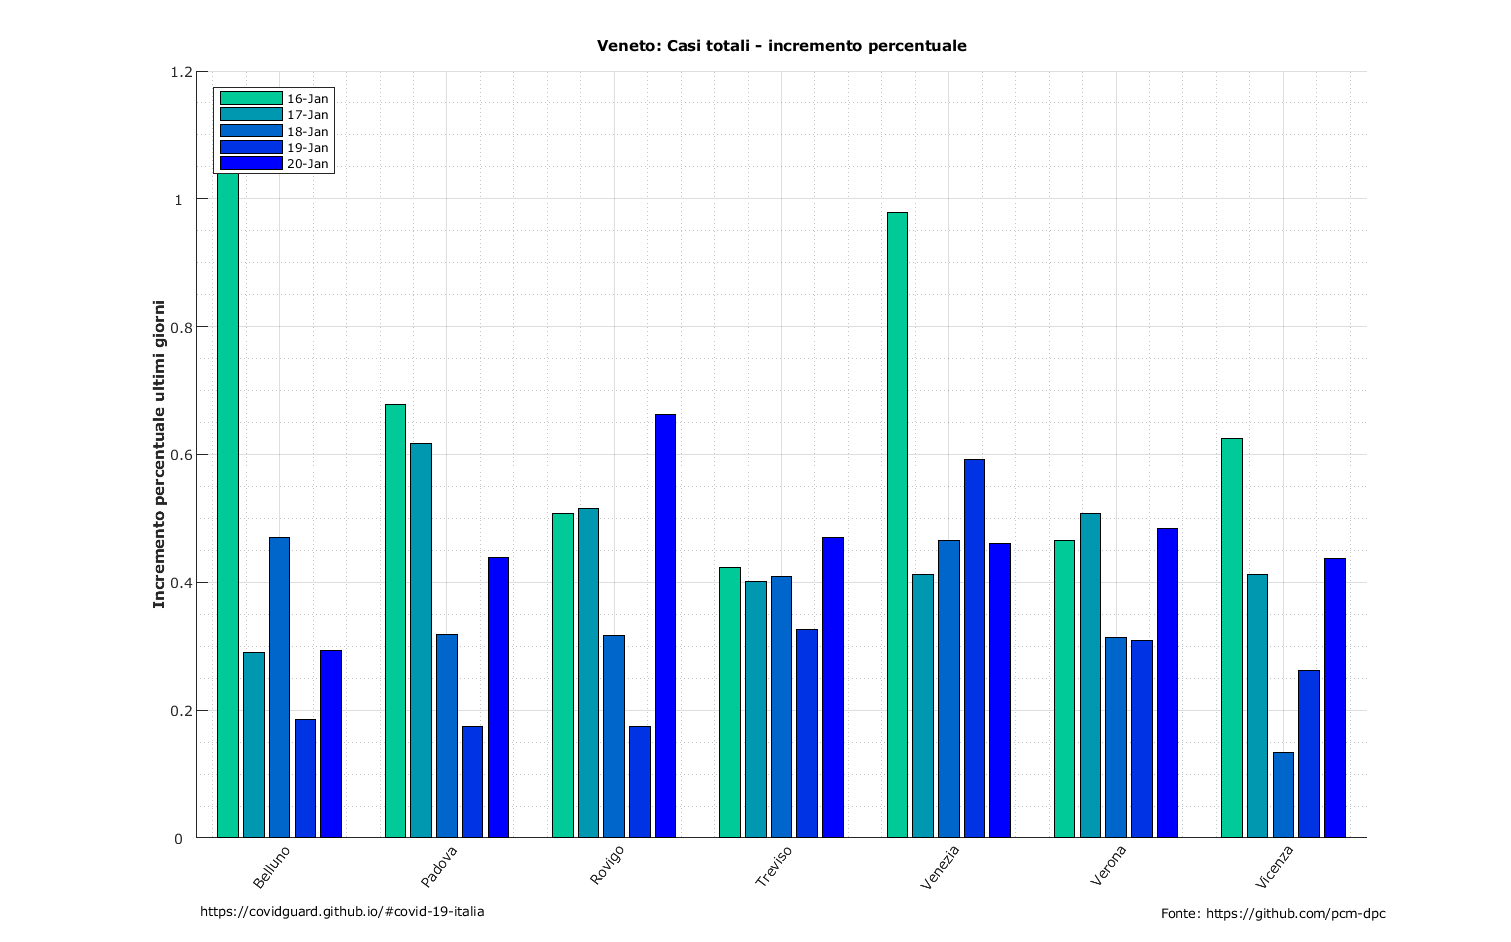 Veneto: Casi totali - incremento percentuale
1.2
1
0.8
0.6
0.4
0.2
0
Incremento percentuale ultimi giorni
16-Jan
17-Jan
18-Jan
19-Jan
20-Jan
Belluno
Padova
Rovigo
Treviso
Venezia
Verona
Vicenza
https://covidguard.github.io/#covid-19-italia
Fonte: https://github.com/pcm-dpc